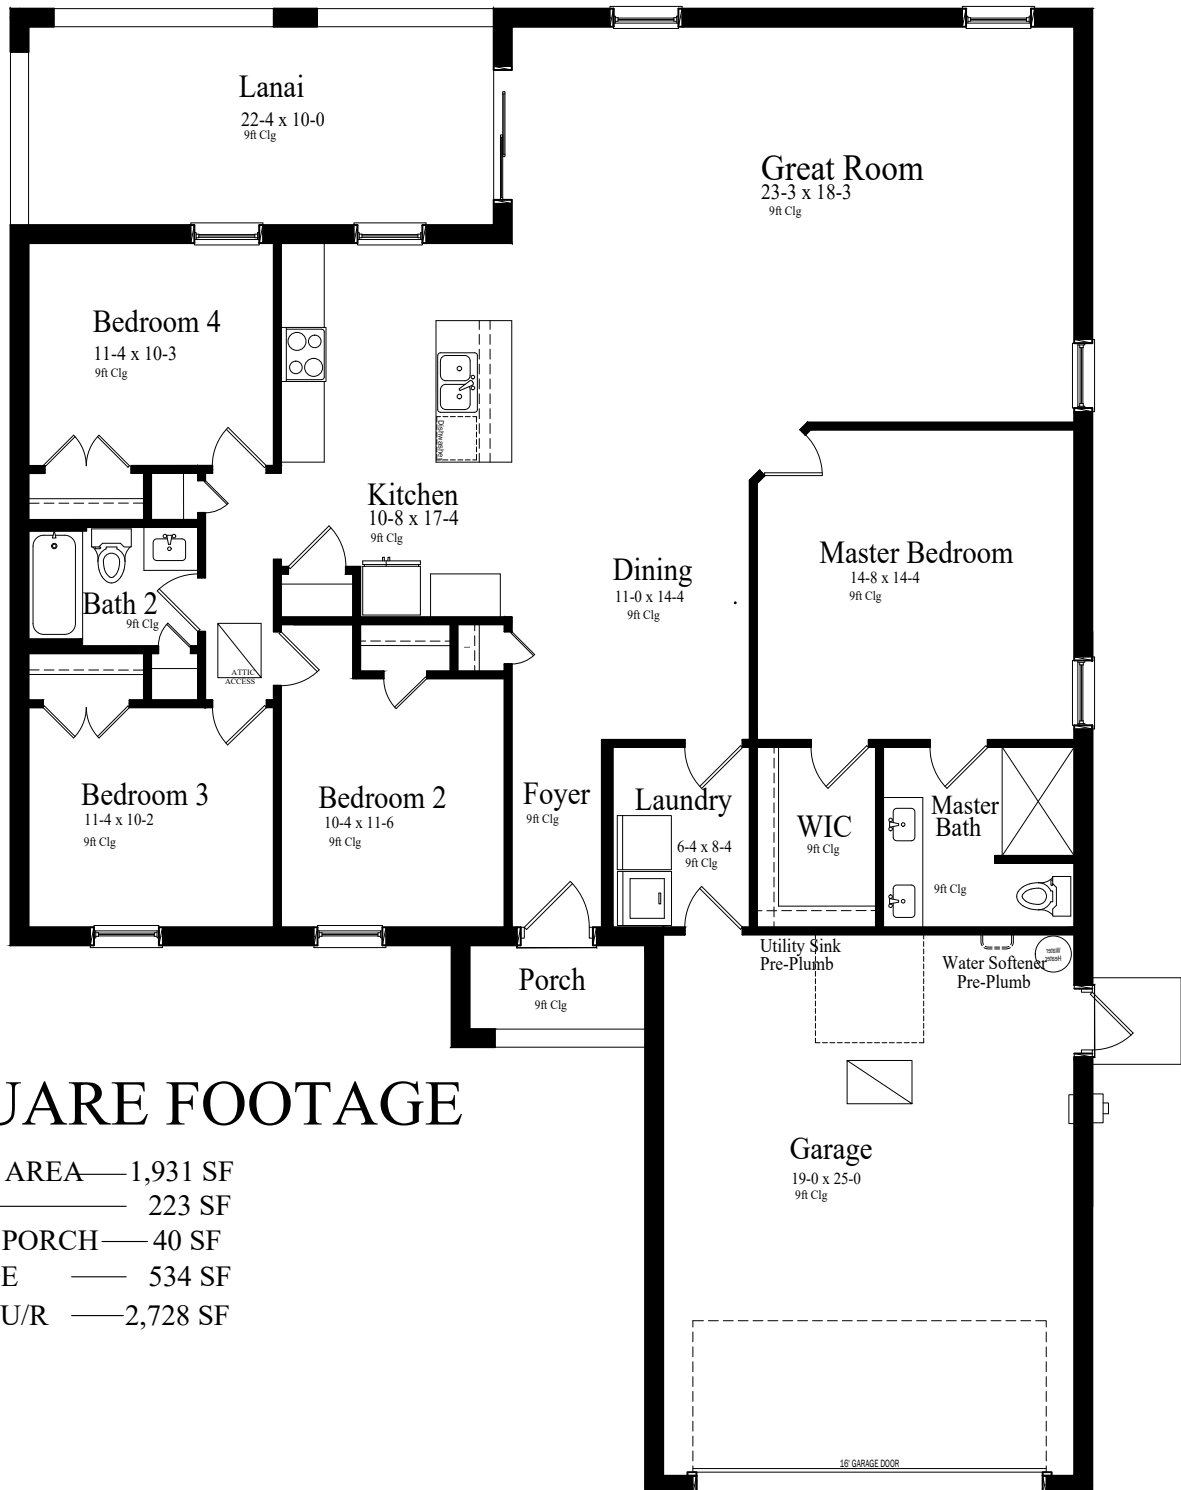 Lanai
22-4 x 10-0
9ft Clg
Great Room
23-3 x 18-3
9ft Clg
Bedroom 4
11-4 x 10-3
9ft Clg
Dishwasher
Kitchen
10-8 x 17-4
9ft Clg
Dining
11-0 x 14-4
9ft Clg
Master Bedroom
14-8 x 14-4
9ft Clg
Bath 2
9ft Clg
ATTIC
ACCESS
Bedroom 3
11-4 x 10-2
9ft Clg
Bedroom 2
10-4 x 11-6
9ft Clg
Foyer
9ft Clg
Laundry
6-4 x 8-4
9ft Clg
WIC
9ft Clg
Master
Bath
9ft Clg
Utility Sink
Pre-Plumb
Water Softener
Pre-Plumb
Water
Heater
Porch
9ft Clg
Garage
19-0 x 25-0
9ft Clg
16' GARAGE DOOR
UARE FOOTAGE
AREA 1,931 SF
223 SF
PORCH 40 SF
E 534 SF
U/R 2,728 SF